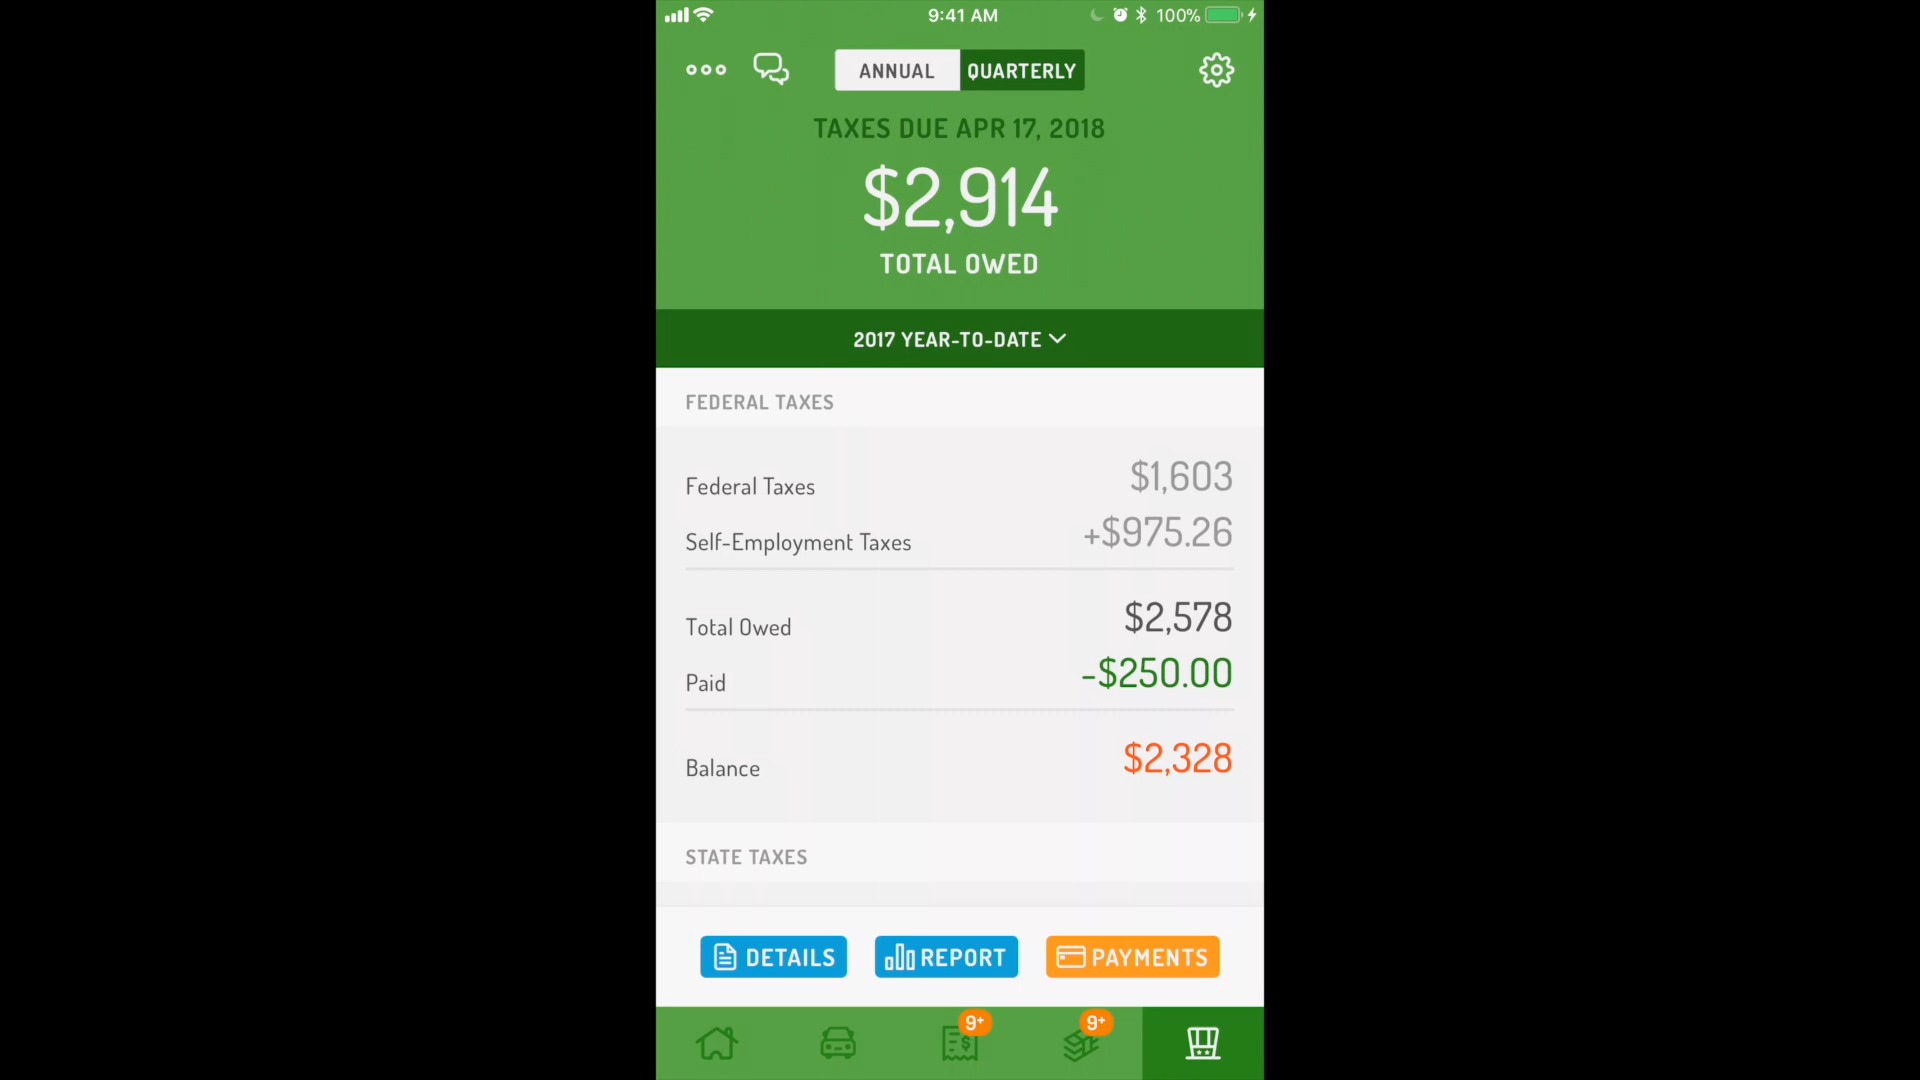 9:41 AM
100%
ANNUAL QUARTERLY
TAXES DUE APR 17, 2018
$2,914
TOTAL OWED
2017 YEAR-TO-DATE
FEDERAL TAXES
Federal Taxes $1,603
Self-Employment Taxes +$975.26
Total Owed $2,578
Paid -$250.00
Balance $2,328
STATE TAXES
DETAILS REPORT PAYMENTS
9+ 9+